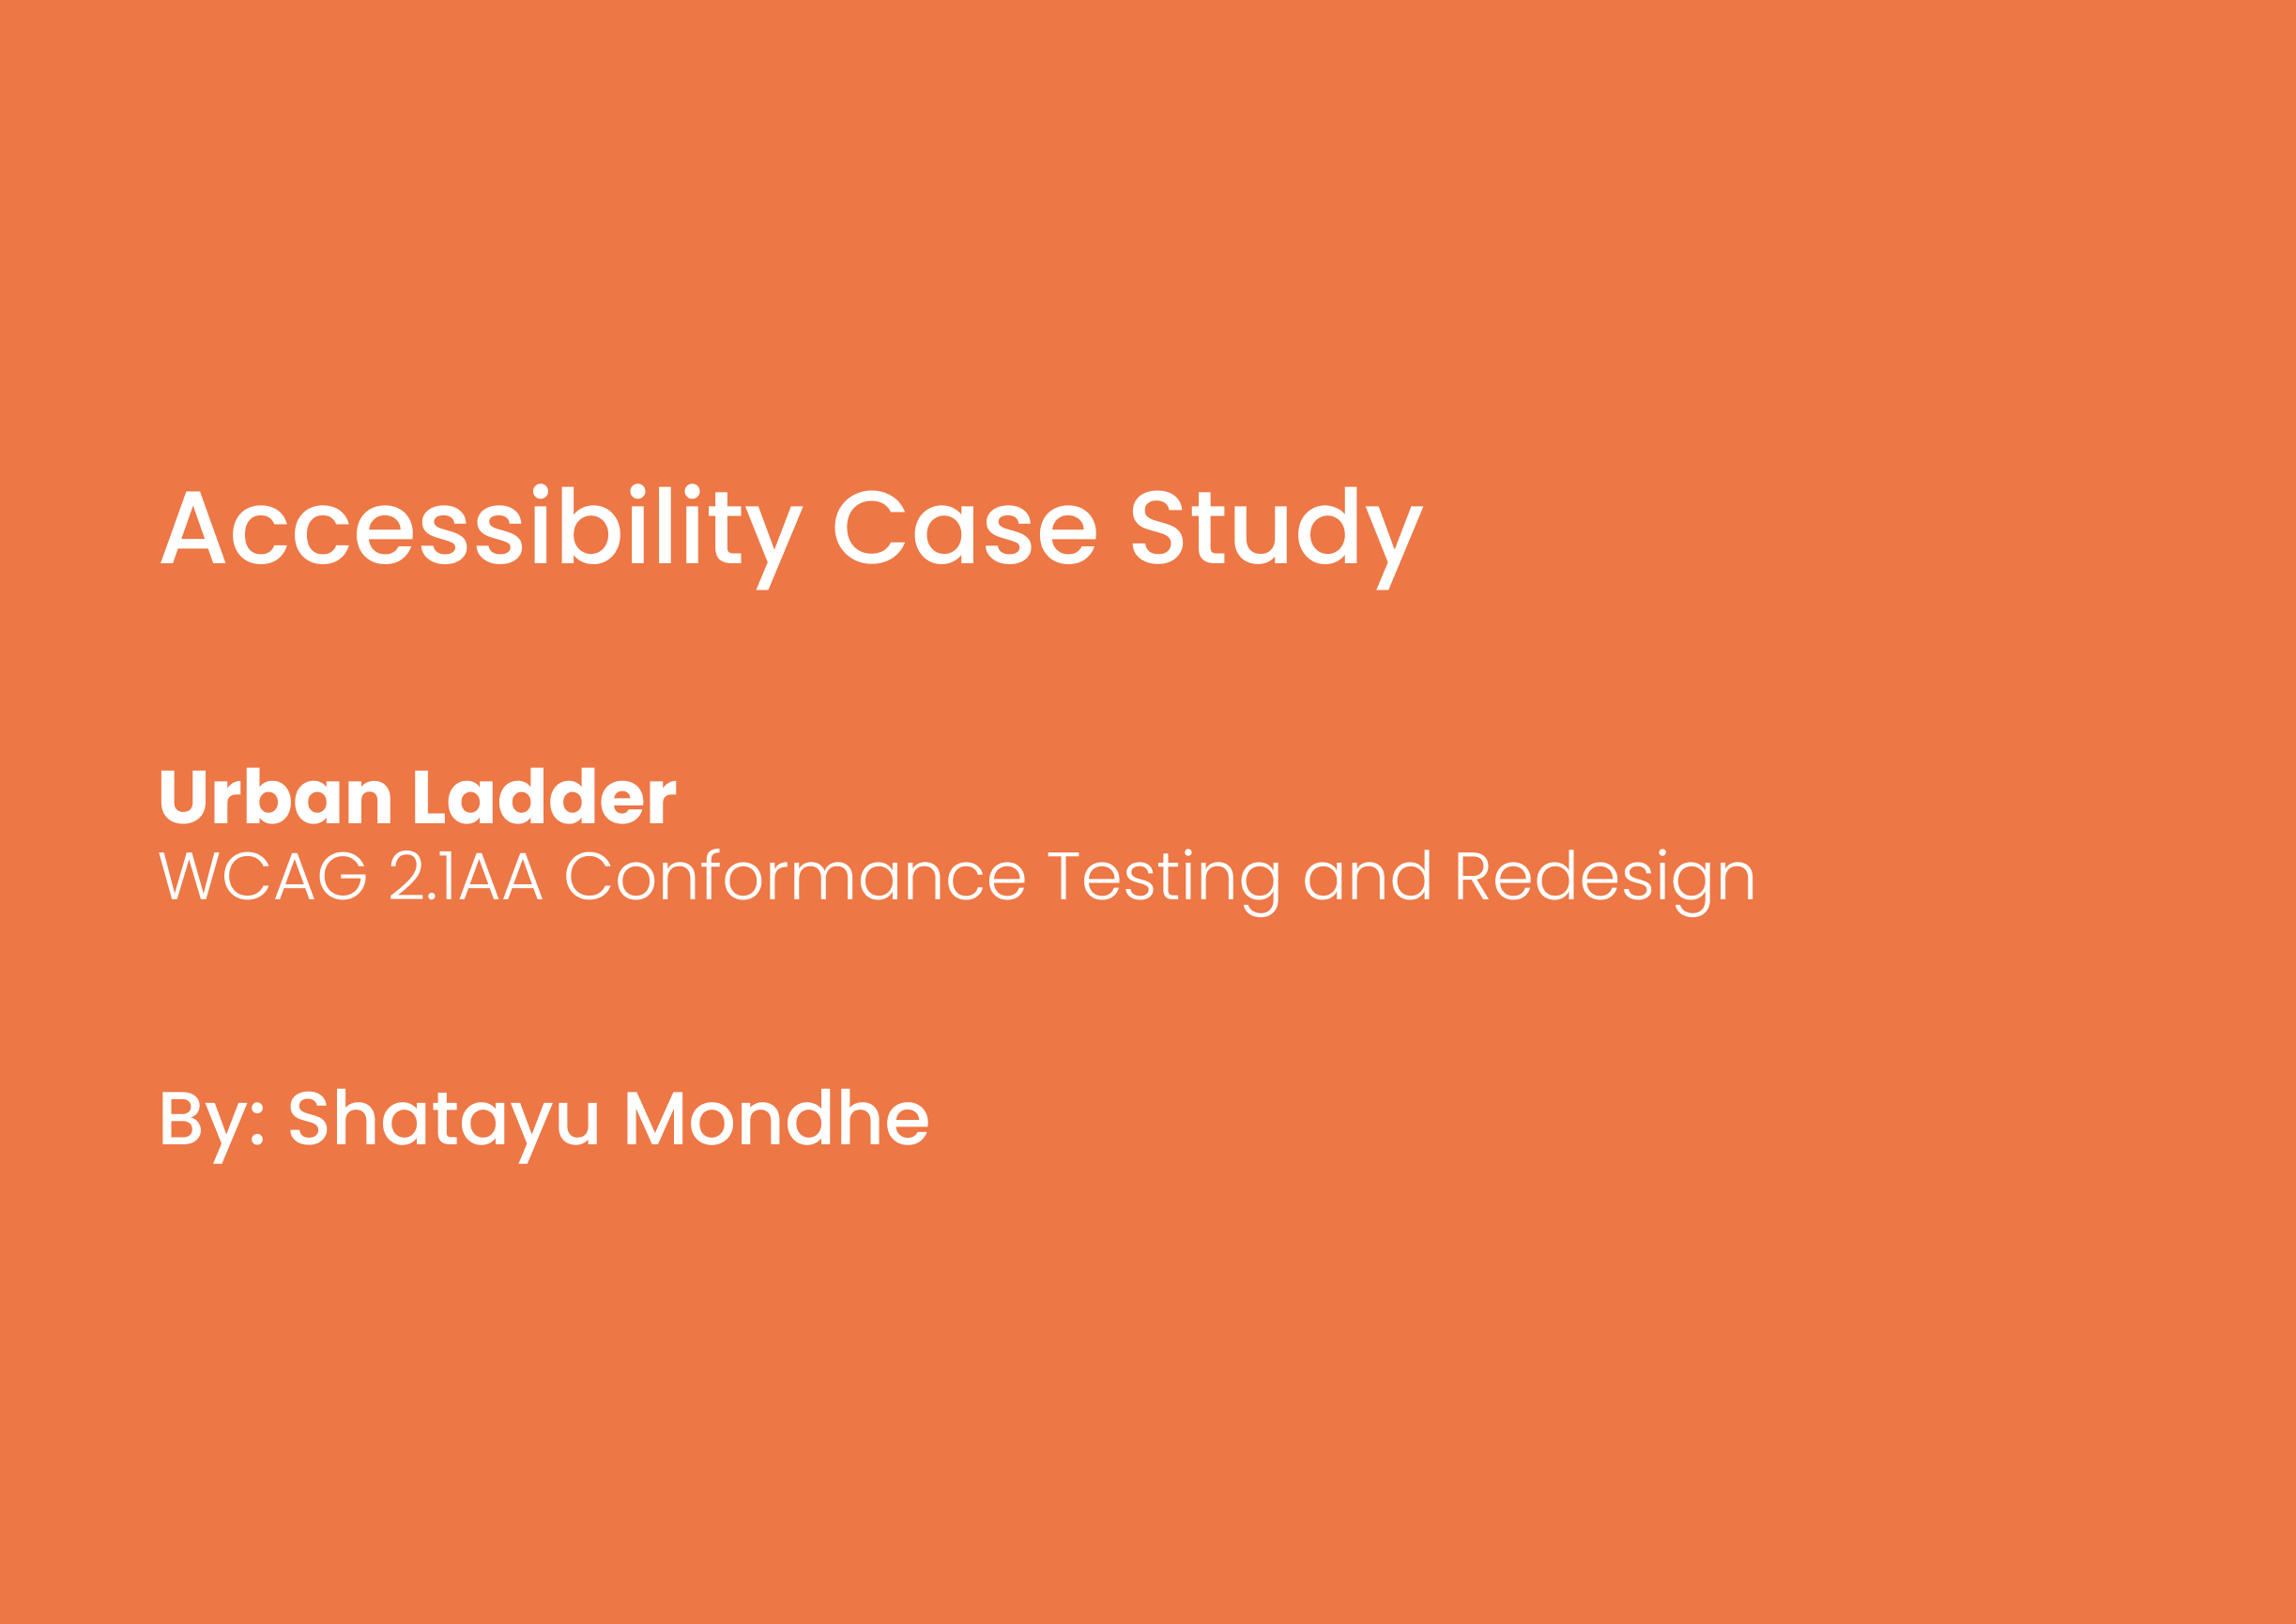 Accessibility Case Study
Urban Ladder
WCAG 2.1AA Conformance Testing and Redesign
By: Shatayu Mondhe